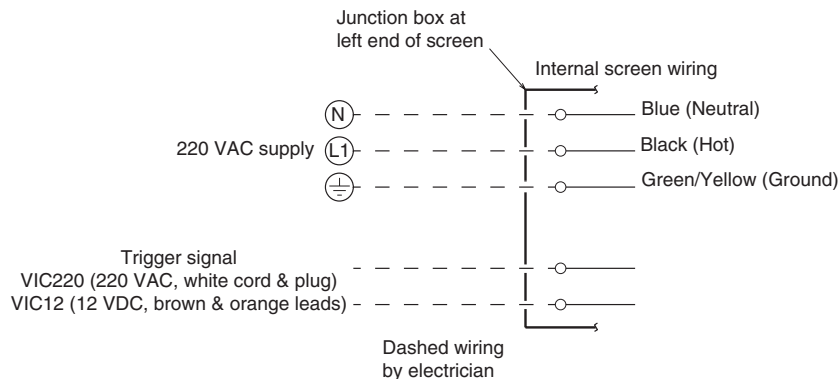 Junction box at
left end of screen
Internal screen wiring
N
Blue (Neutral)
220 VAC supply
L1
Black (Hot)
Green/Yellow (Ground)
Trigger signal
VIC220 (220 VAC, white cord & plug)
VIC12 (12 VDC, brown & orange leads)
Dashed wiring
by electrician